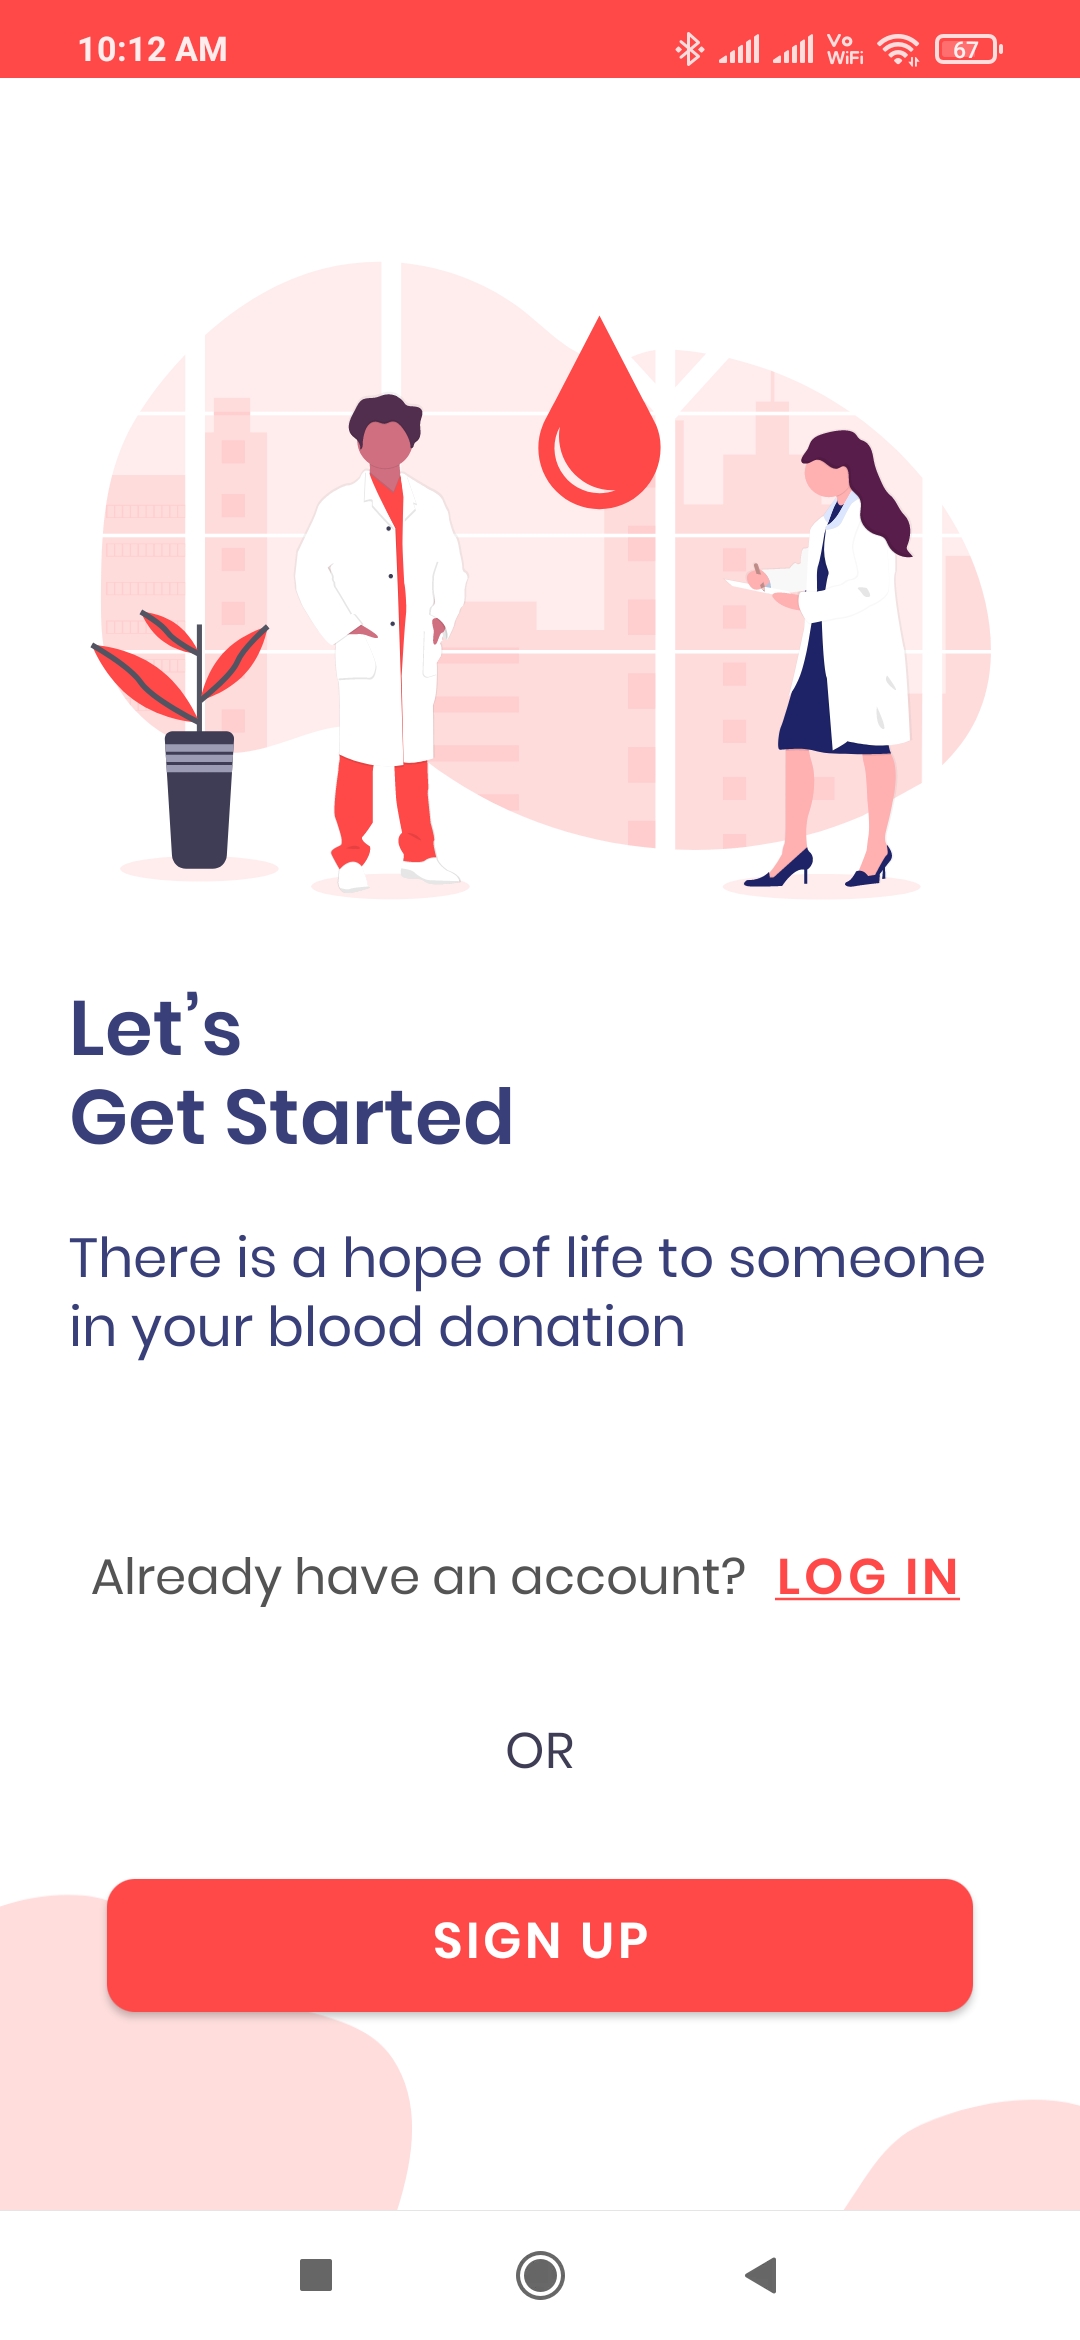 10:12 AM
Vo
WiFi
67
Let’s
Get Started
There is a hope of life to someone
in your blood donation
Already have an account? LOG IN
OR
SIGN UP